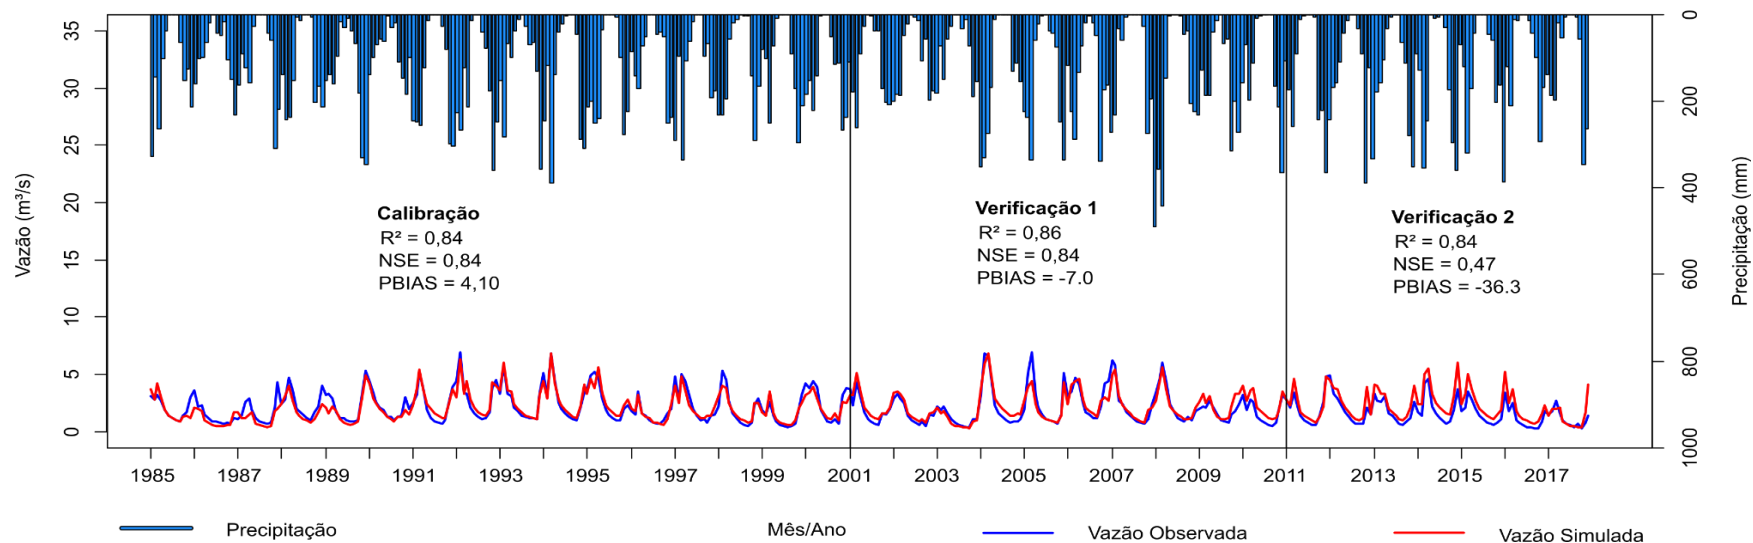 35
30
25
20
15
10
5
0
Vazão (m³/s)
0
200
400
600
800
1000
Precipitação (mm)
Calibração
R² = 0,84
NSE = 0,84
PBIAS = 4,10
Verificação 1
R² = 0,86
NSE = 0,84
PBIAS = -7.0
Verificação 2
R² = 0,84
NSE = 0,47
PBIAS = -36.3
1985 1987 1989 1991 1993 1995 1997 1999 2001 2003 2005 2007 2009 2011 2013 2015 2017
Precipitação Mês/Ano Vazão Observada Vazão Simulada